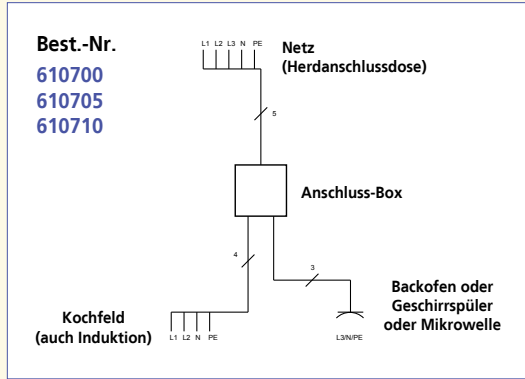 Best.-Nr.
610700
610705
610710
L1 L2 L3 N PE
Netz
(Herdanschlussdose)
5
Anschluss-Box
4
3
Kochfeld
(auch Induktion)
L1 L2 N PE
L3/N/PE
Backofen oder
Geschirrspüler
oder Mikrowelle